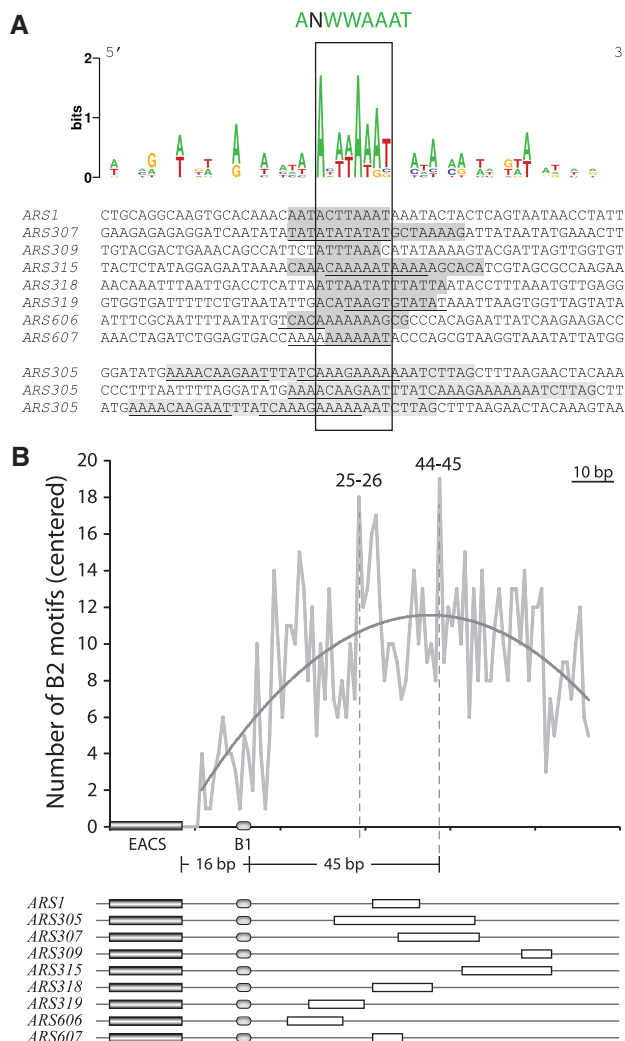 A
ANWWAAAT
5′
3
2
bits
1
0
ARS1 CTGCAGGCAAGTGCACAAACAATACTTAAATAAATACTACTCAGTAATAACCTATT
ARS307 GAAGAGAGAGGATCAATATATATATATATATGCTAAAAGATTAATATGAAACTT
ARS309 TGTACGACTGAAACAGCCATTCTATTTAAACATATAAAAGTACGATTAGTTGGTGT
ARS315 TACTCTATAGGAGAATAAAACAAACAAAAATAAAAAGCACATCGTAGCGCCAAGAA
ARS318 AACAAATTTAATTGACCTCATTAATTAATATTTATTAATACCTTTAAATGTTGAGG
ARS319 GTGGTGATTTTTCTGTAATATTGACATAAGTGTATATAAATTAAGTGGTTAGTATA
ARS606 ATTTCGCAATTTTAATATGTCACAAAAAAAGCGCCCACAGAATTATCAAGAAGACC
ARS607 AAACTAGATCTGGAGTGACCAAAAAAAAAATACCCAGCGTAAGTAAATATTATGG
ARS305 GGATATGAAAACAAGAATTTATCAAAGAAAAAAATCTTAGCTTTAAGAACTACAAA
ARS305 CCCTTTAATTTTAGGATATGAAAACAAGAATTTATCAAAGAAAAAAATCTTAGCTT
ARS305 ATGAAAACAAGAATTTATCAAAGAAAAAAATCTTAGCTTTAAGAACTACAAAGTAA
B
Number of B2 motifs (centered)
20
18
16
14
12
10
8
6
4
2
0
25-26
44-45
10 bp
EACS
B1
16 bp
45 bp
ARS1
ARS305
ARS307
ARS309
ARS315
ARS318
ARS319
ARS606
ARS607